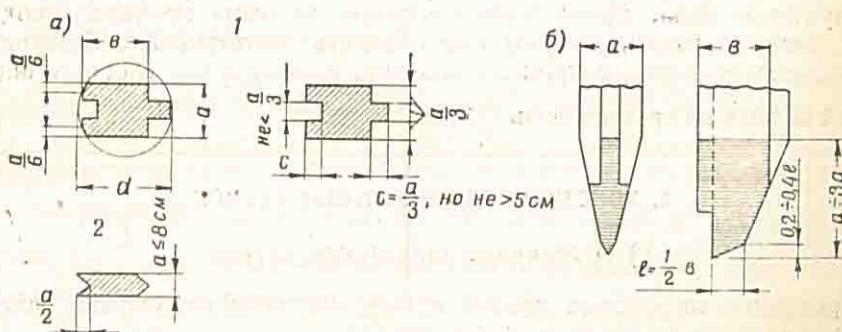 а)
1
б)
в
a/6
a/6
a
d
не < a/3
a/3
c
c = a/3, но не > 5 см
2
a ≤ 8 см
a/2
a
в
0,2÷0,4ℓ
a÷3a
ℓ = 1/2 в